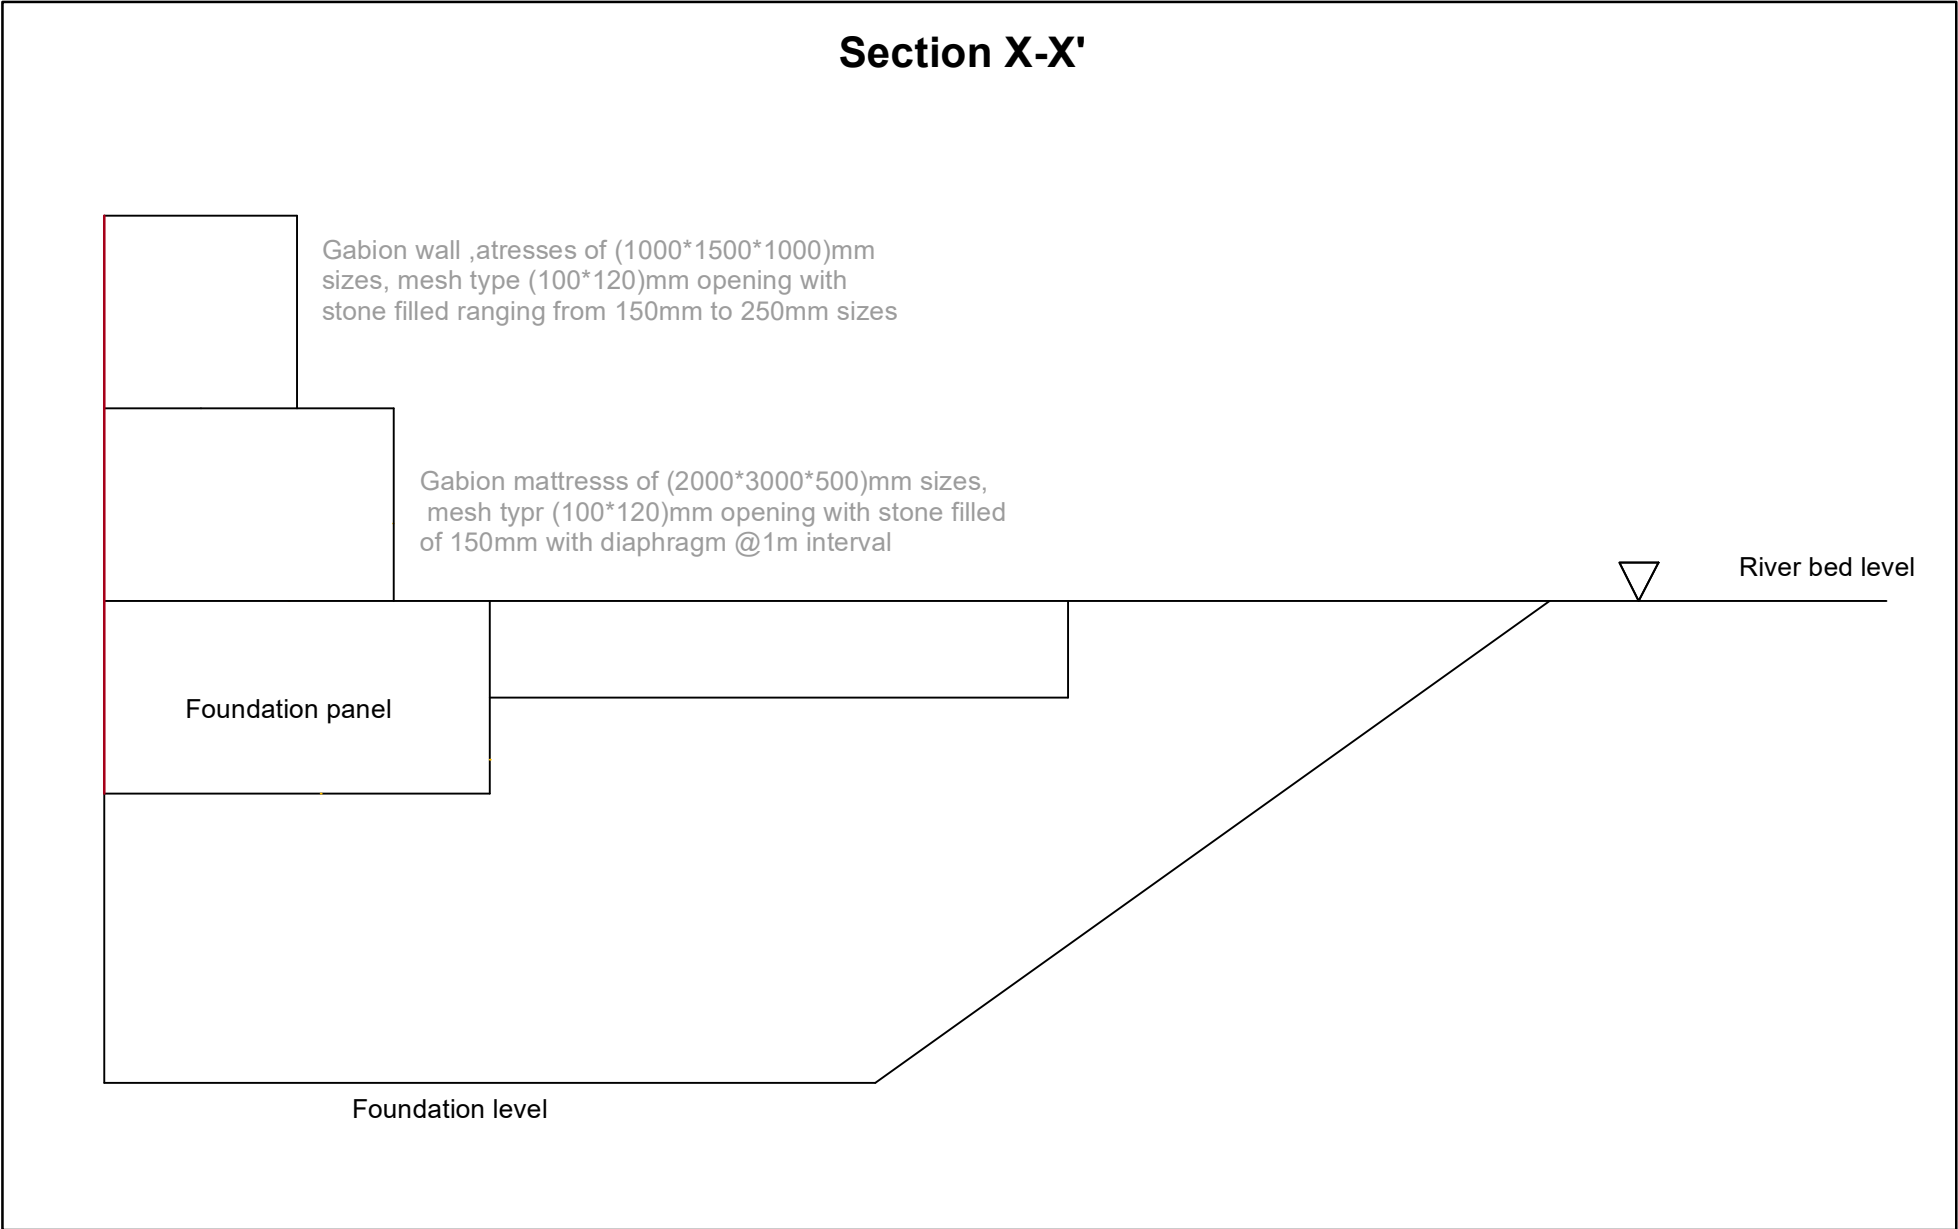 Section X-X'
Gabion wall ,atresses of (1000*1500*1000)mm
sizes, mesh type (100*120)mm opening with
stone filled ranging from 150mm to 250mm sizes
Gabion mattresss of (2000*3000*500)mm sizes,
mesh typr (100*120)mm opening with stone filled
of 150mm with diaphragm @1m interval
River bed level
Foundation panel
Foundation level